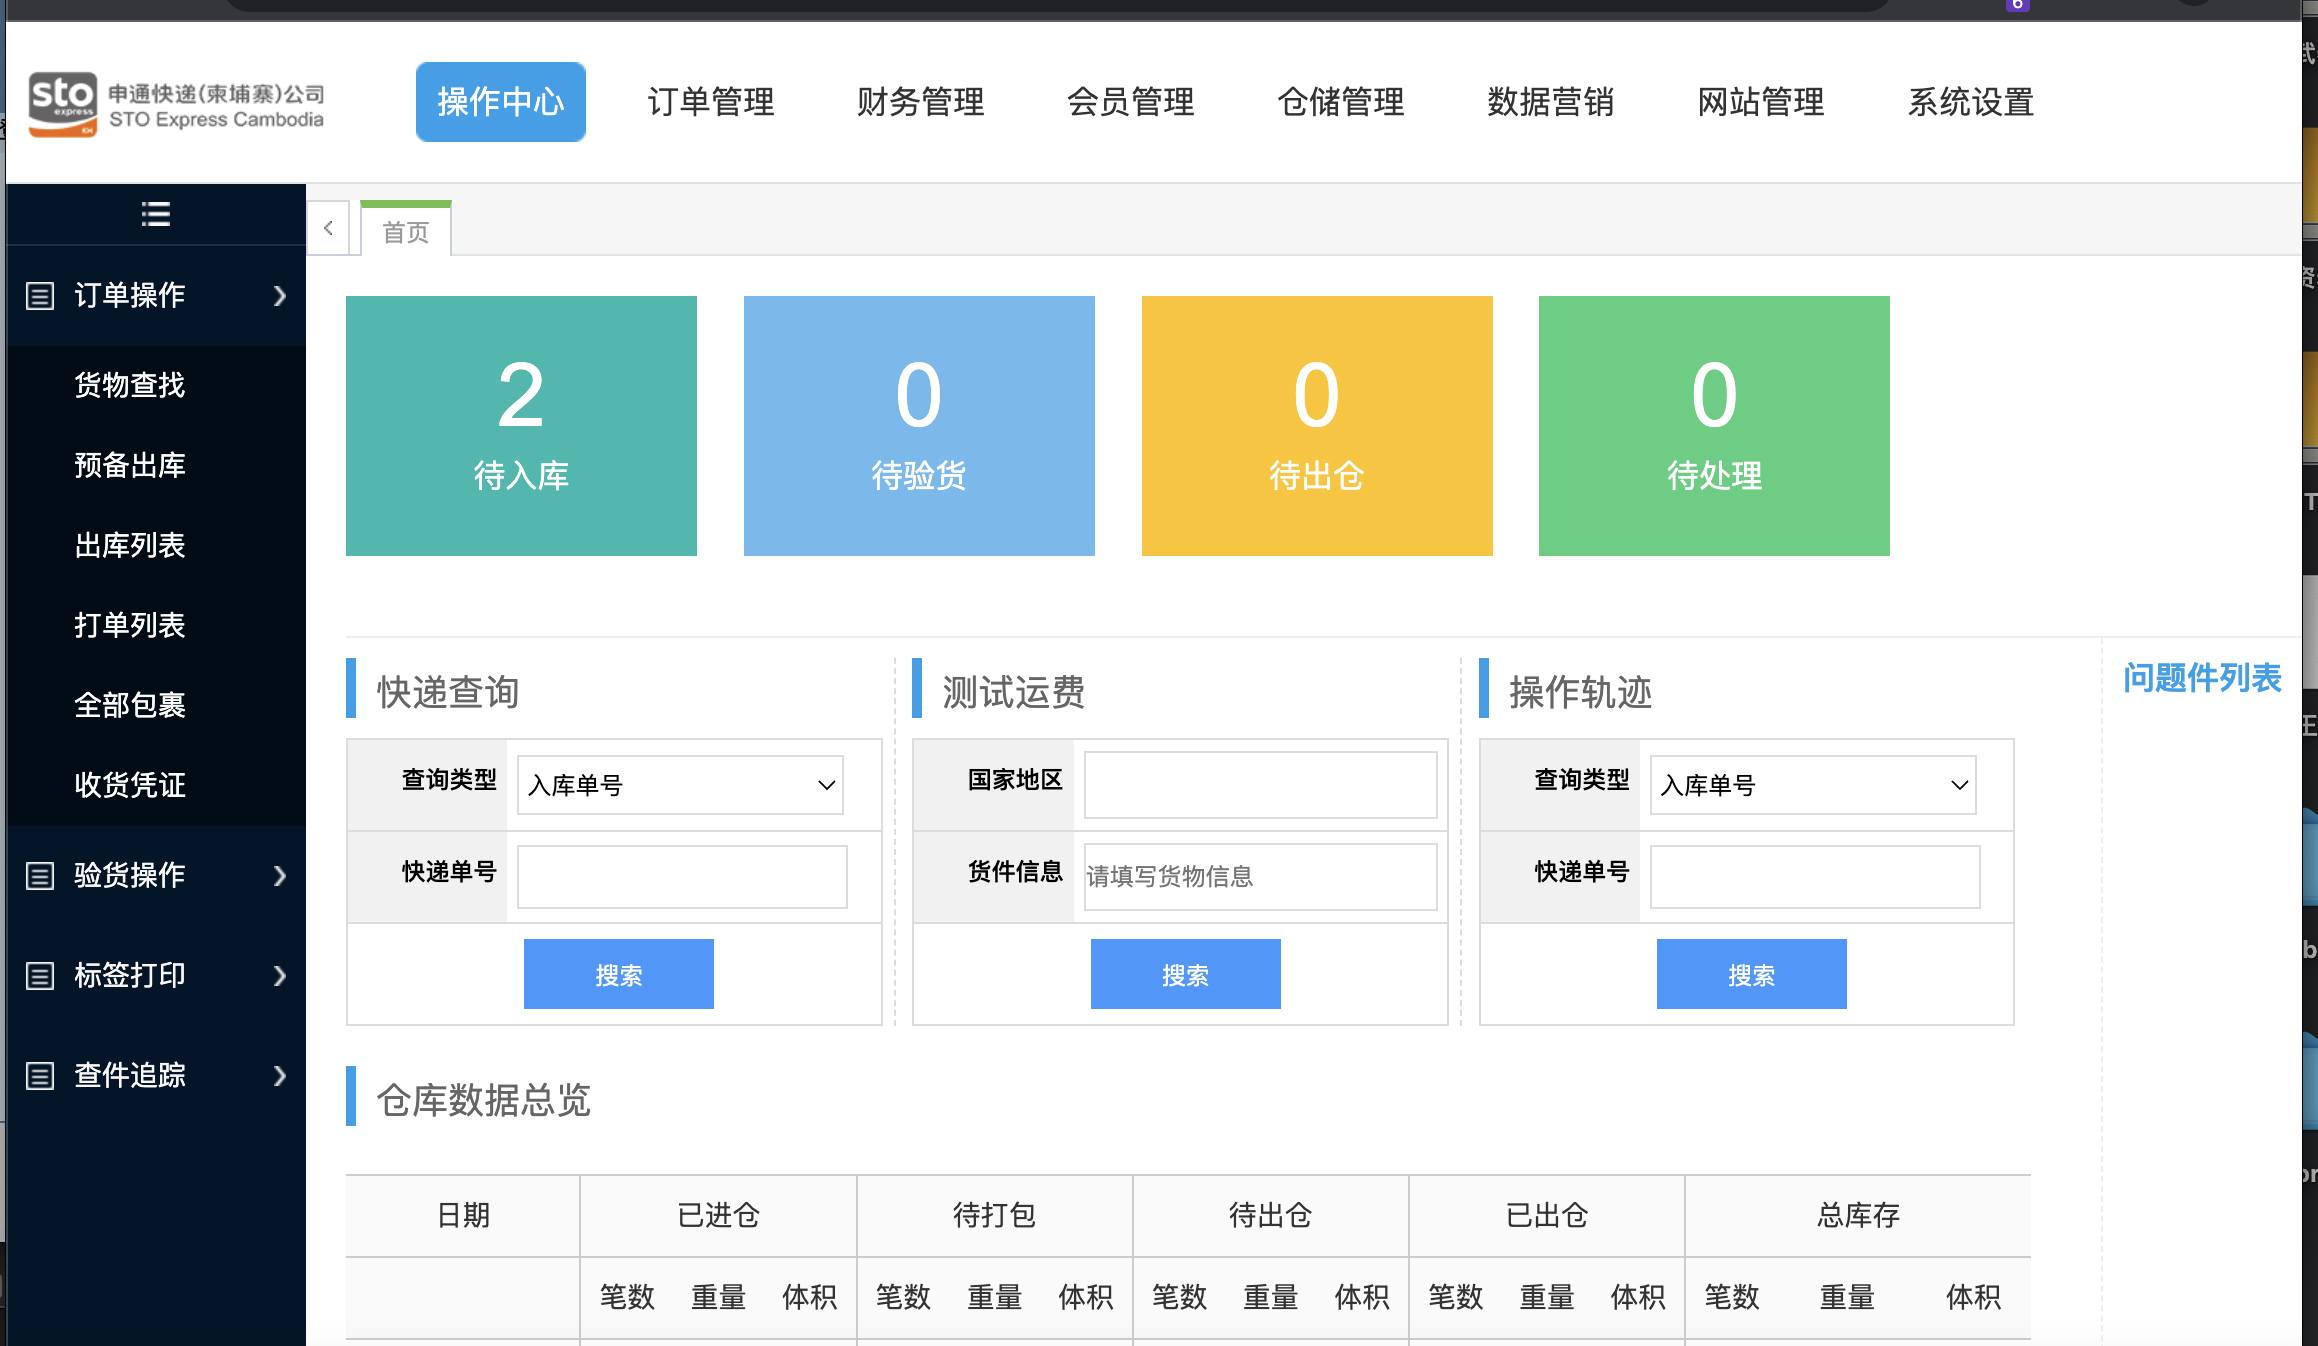 6
sto express KH
申通快递(柬埔寨)公司
STO Express Cambodia
操作中心 订单管理 财务管理 会员管理 仓储管理 数据营销 网站管理 系统设置
首页
订单操作
货物查找
预备出库
出库列表
打单列表
全部包裹
收货凭证
验货操作
标签打印
查件追踪
2 0 0 0
待入库 待验货 待出仓 待处理
快递查询
查询类型 入库单号
快递单号
搜索
测试运费
国家地区
货件信息 请填写货物信息
搜索
操作轨迹
查询类型 入库单号
快递单号
搜索
问题件列表
仓库数据总览
日期 已进仓 待打包 待出仓 已出仓 总库存
笔数 重量 体积 笔数 重量 体积 笔数 重量 体积 笔数 重量 体积 笔数 重量 体积